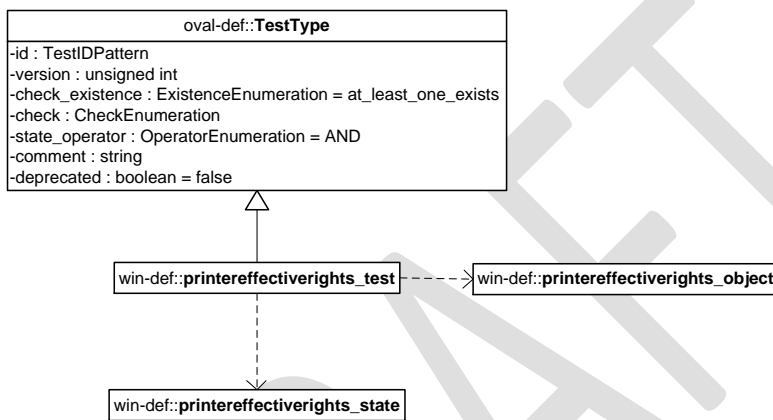 oval-def::TestType
-id : TestIDPattern
-version : unsigned int
-check_existence : ExistenceEnumeration = at_least_one_exists
-check : CheckEnumeration
-state_operator : OperatorEnumeration = AND
-comment : string
-deprecated : boolean = false
win-def::printereffectiverights_test
win-def::printereffectiverights_object
win-def::printereffectiverights_state